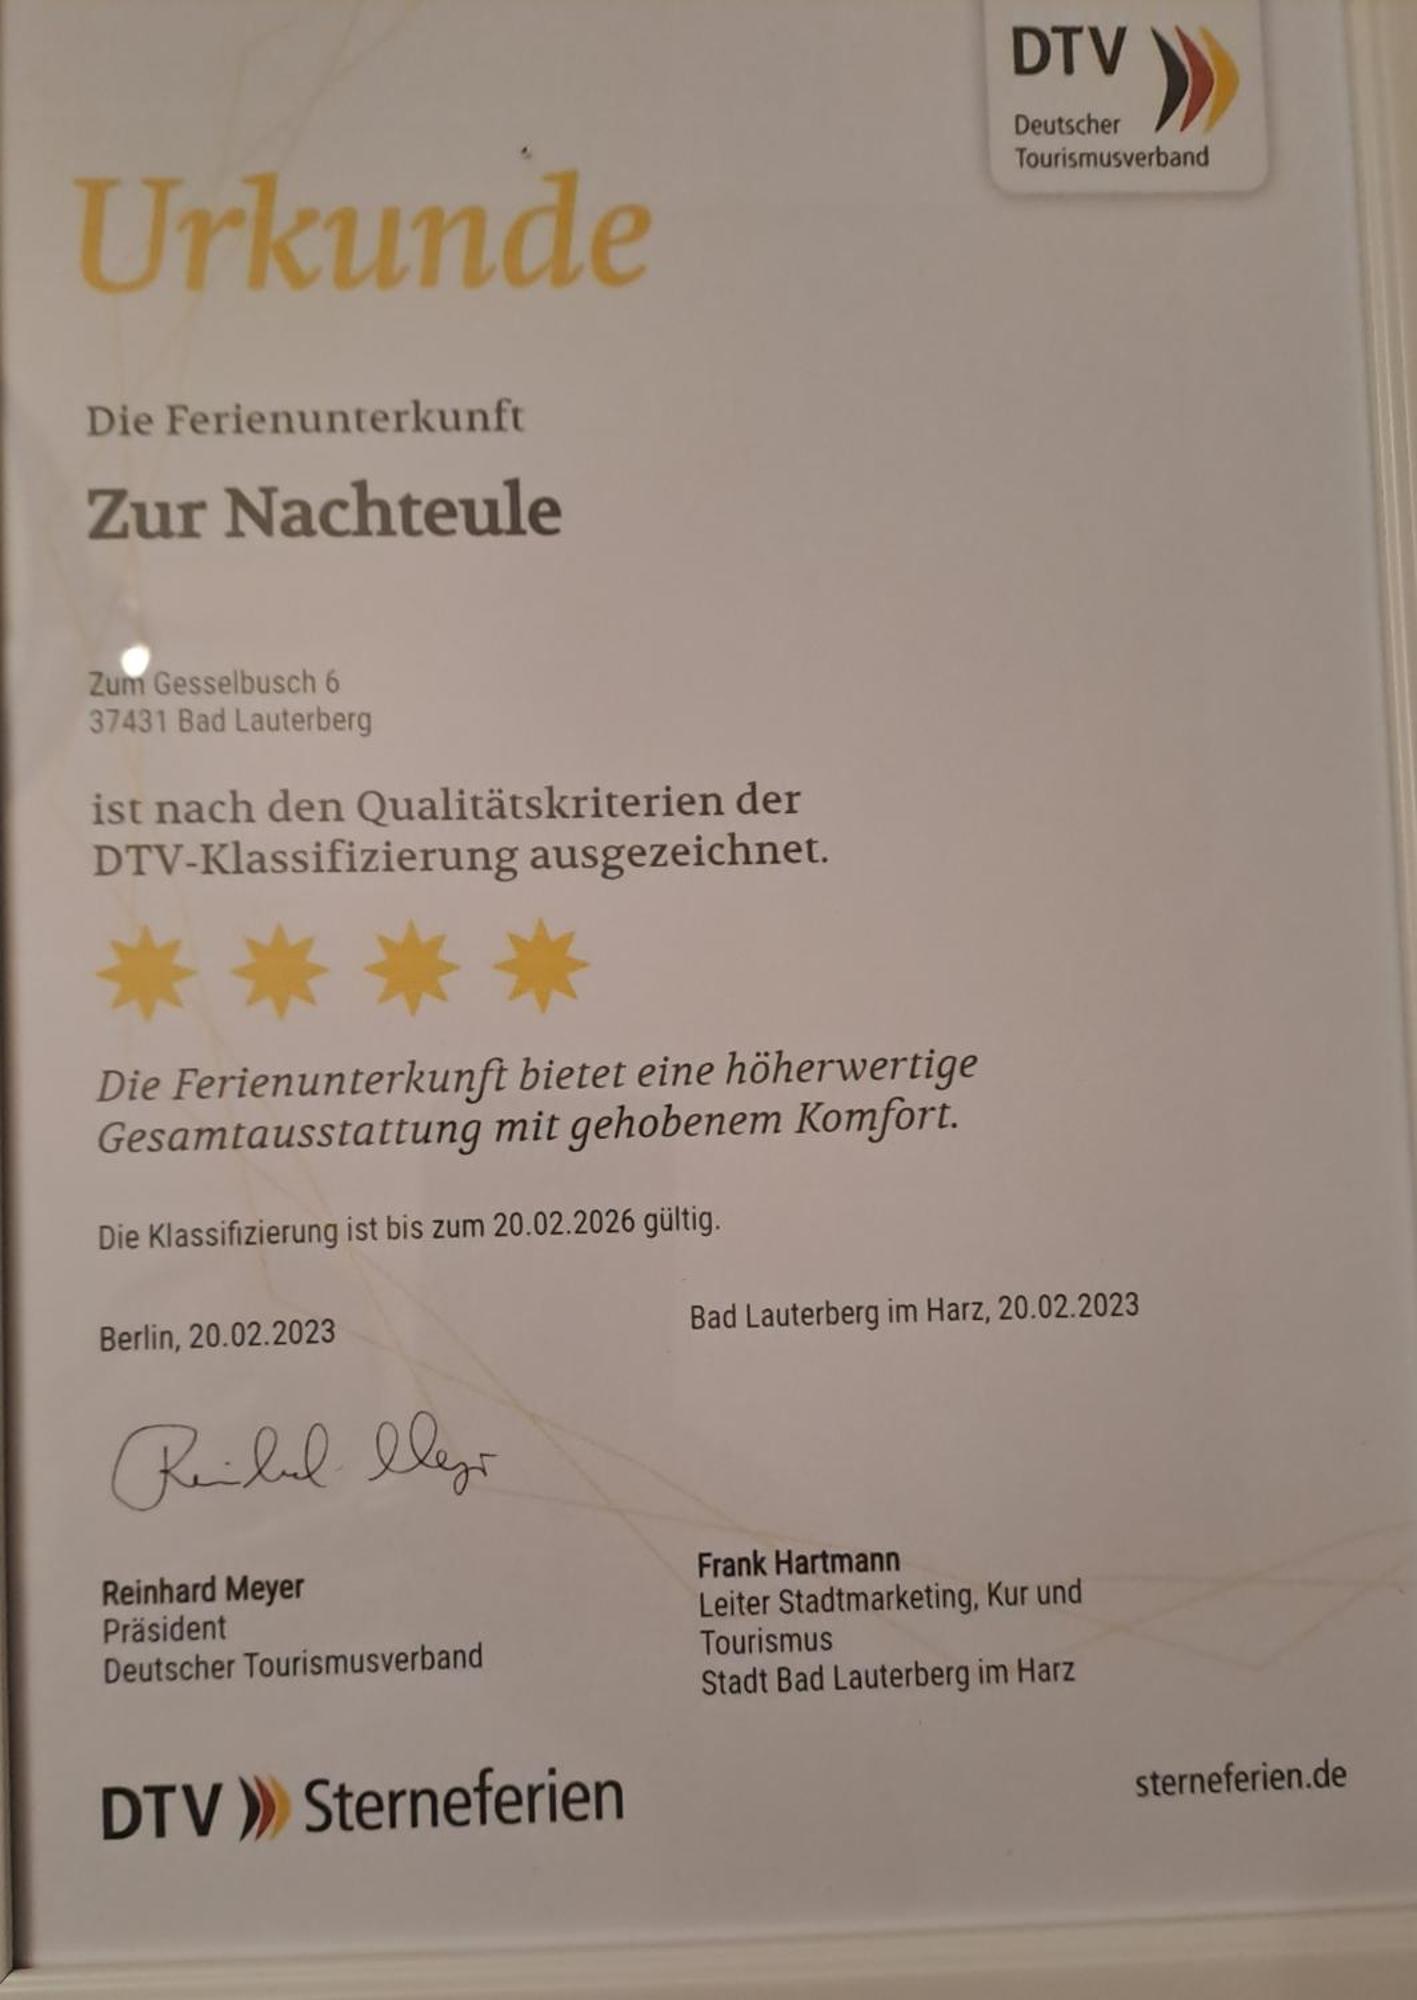 DTV
Deutscher
Tourismusverband
Urkunde
Die Ferienunterkunft
Zur Nachteule
Zum Gesselbusch 6
37431 Bad Lauterberg
ist nach den Qualitätskriterien der
DTV-Klassifizierung ausgezeichnet.
Die Ferienunterkunft bietet eine höherwertige
Gesamtausstattung mit gehobenem Komfort.
Die Klassifizierung ist bis zum 20.02.2026 gültig.
Berlin, 20.02.2023
Bad Lauterberg im Harz, 20.02.2023
Reinhard Meyer
Reinhard Meyer
Präsident
Deutscher Tourismusverband
Frank Hartmann
Leiter Stadtmarketing, Kur und
Tourismus
Stadt Bad Lauterberg im Harz
DTV Sterneferien
sterneferien.de